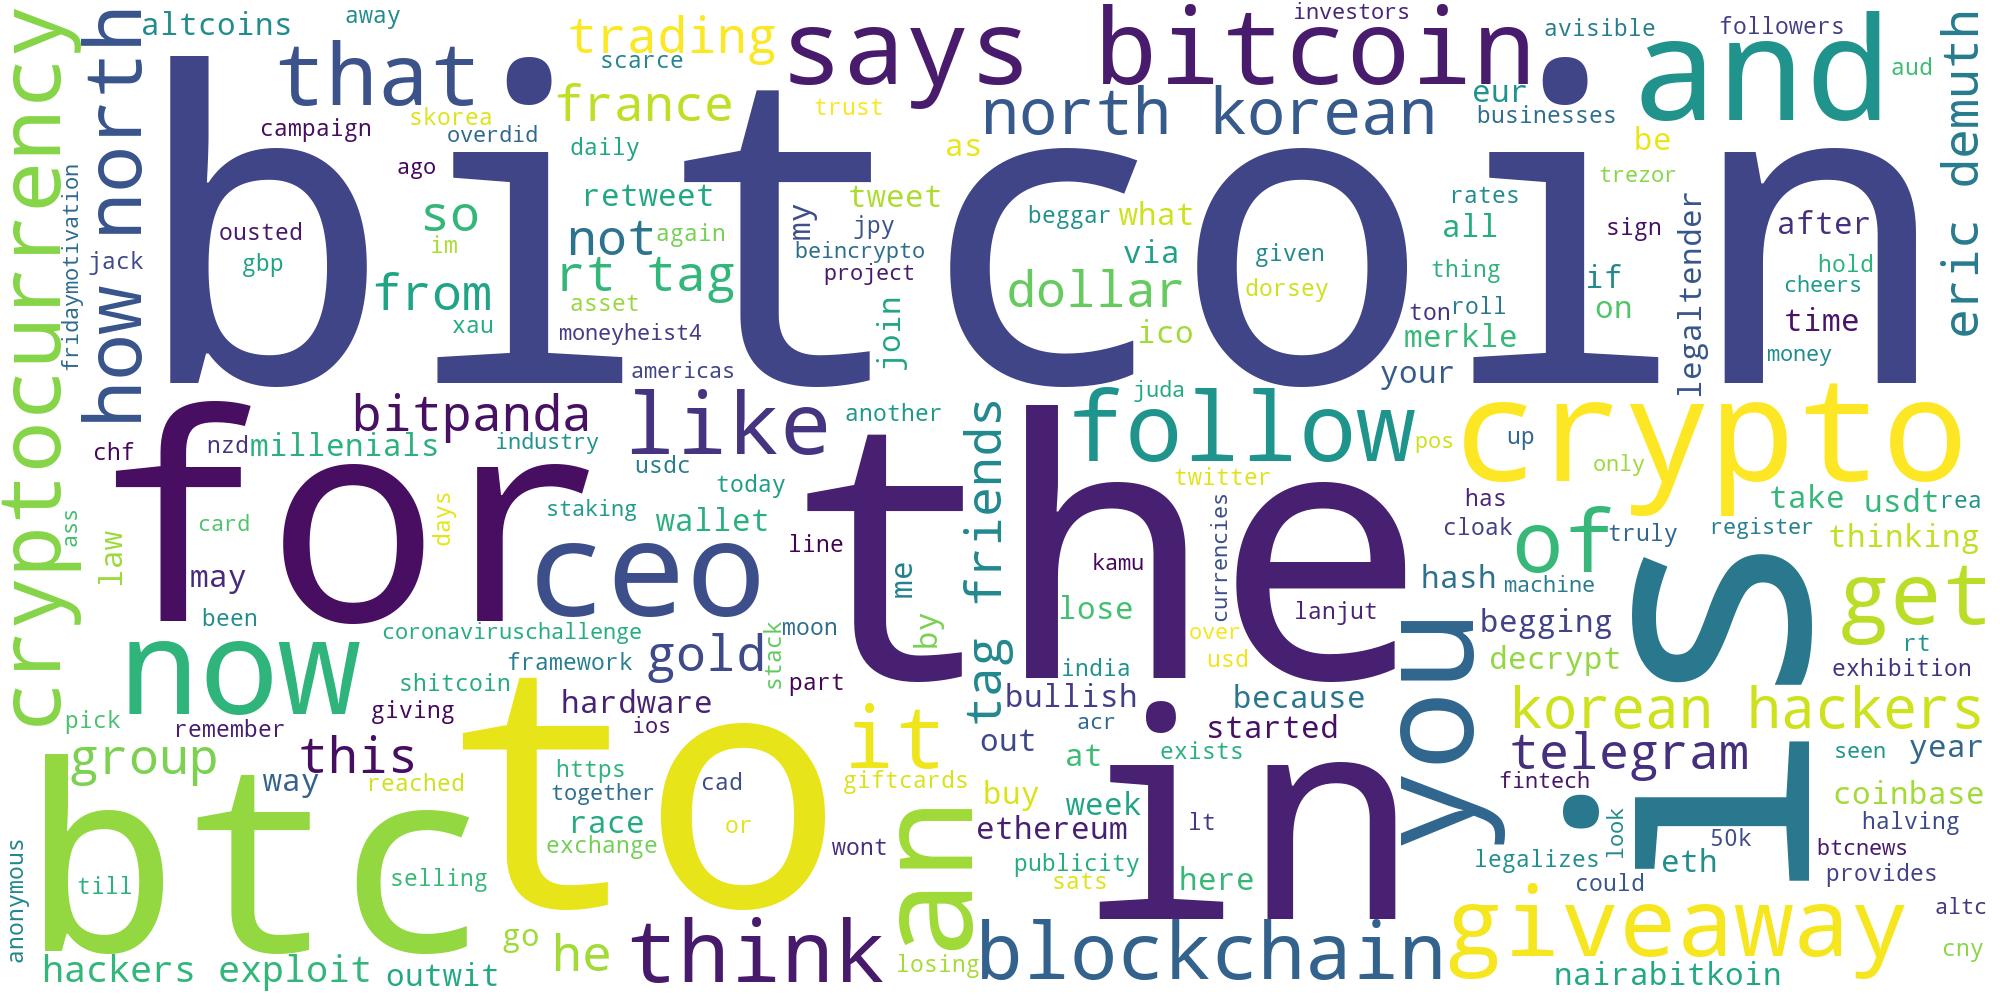 bitcoin
the
for
to
in
is
btc
says bitcoin
and
crypto
follow
giveaway
blockchain
cryptocurrency
how north
that
trading
france
north korean
eric demuth
altcoins
away
investors
avisible
followers
aud
scarce
eur
businesses
campaign
skorea
overdid
trust
daily
as
be
trezor
ago
retweet
tweet
so
im
not
again
my
jpy
beincrypto
project
beggar
what
via
given
dorsey
rates
all
thing
sign
if
on
legaltender
after
hold
cheers
time
money
fridaymotivation
jack
ousted
gbp
from
xau
rt tag
asset
moneyheist4
join
dollar
ico
ton
roll
merkle
americas
your
juda
bitpanda
like
another
nzd
millenials
chf
industry
usdc
today
tag friends
twitter
pos
up
only
has
cloak
take
usdt
rea
truly
register
thinking
ass
law
card
days
staking
wallet
line
ceo
me
kamu
currencies
hash
machine
of
get
may
been
coronaviruschallenge
framework
gold
stack
moon
by
lose
lanjut
over
usd
india
you
begging
decrypt
rt
exhibition
now
shitcoin
giving
hardware
ios
part
pick
remember
bullish
acr
because
started
korean hackers
group
this
way
reached
https
together
race
exchange
cad
or
it
giftcards
wont
out
at
exists
buy
week
ethereum
lt
publicity
sats
here
telegram
fintech
seen
year
coinbase
halving
look
50k
btcnews
legalizes
eth
could
provides
anonymous
till
selling
an
altc
hackers exploit
outwit
go
he
think
losing
nairabitkoin
cny